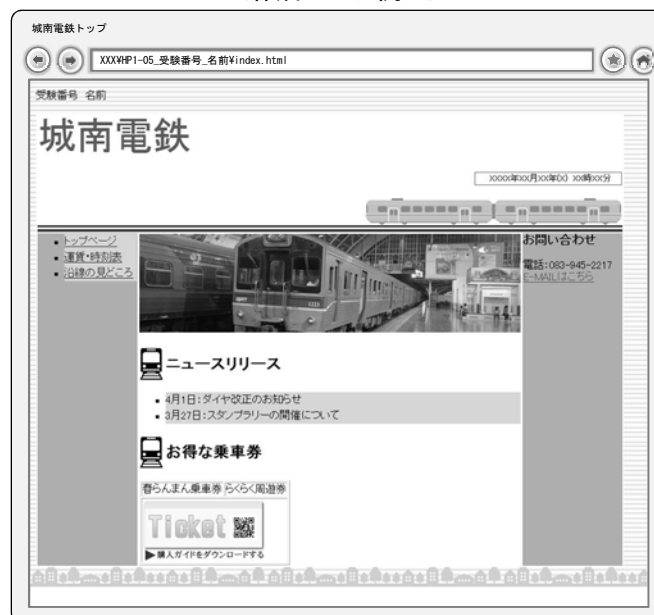 城南電鉄トップ
XXX¥HP1-05_受験番号_名前¥index.html
受験番号 名前
城南電鉄
xxxx年xx月xx年(x) xx時xx分
トップページ
運賃・時刻表
沿線の見どころ
お問い合わせ
電話:083-945-2217
E-MAILはこちら
ニュースリリース
4月1日:ダイヤ改正のお知らせ
3月27日:スタンプラリーの開催について
お得な乗車券
春らんまん乗車券 らくらく周遊券
Ticket
▶購入ガイドをダウンロードする